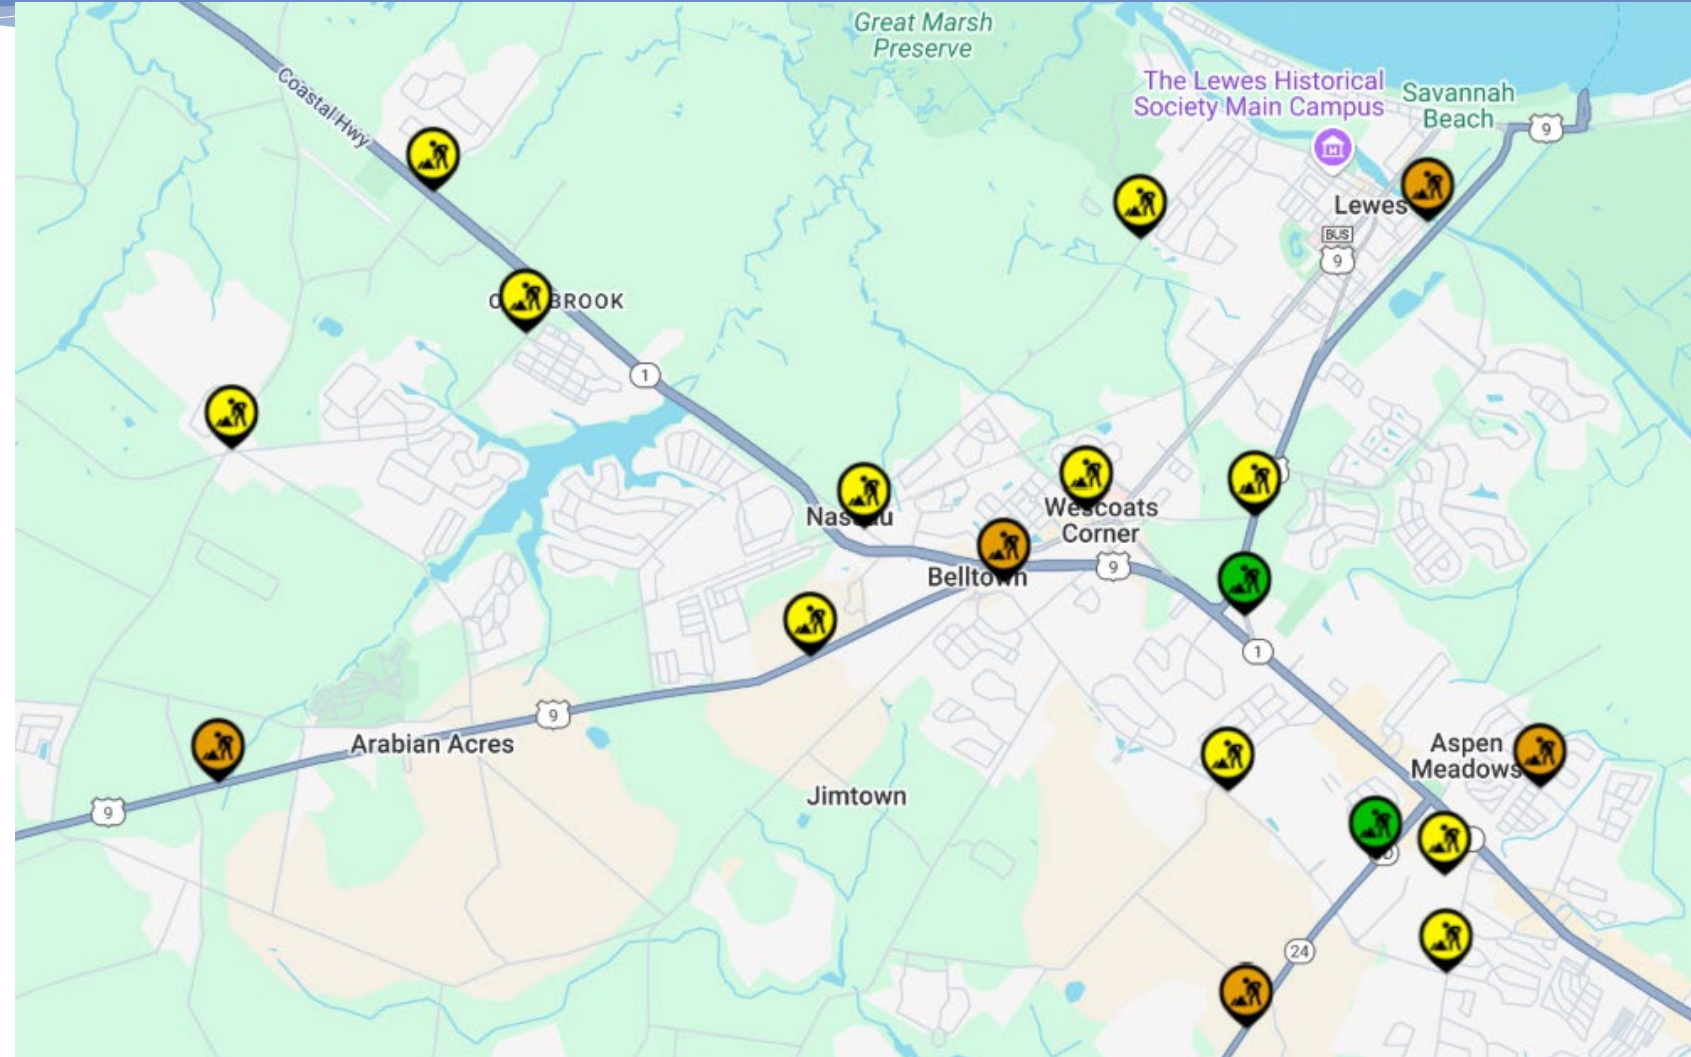 Great Marsh
Preserve
Coastal Hwy
The Lewes Historical
Society Main Campus
Savannah
Beach
9
Lewes
BUS
9
BROOK
1
Nassau
Wescoats
Corner
9
Belltown
1
9
Arabian Acres
Aspen
Meadows
9
Jimtown
24